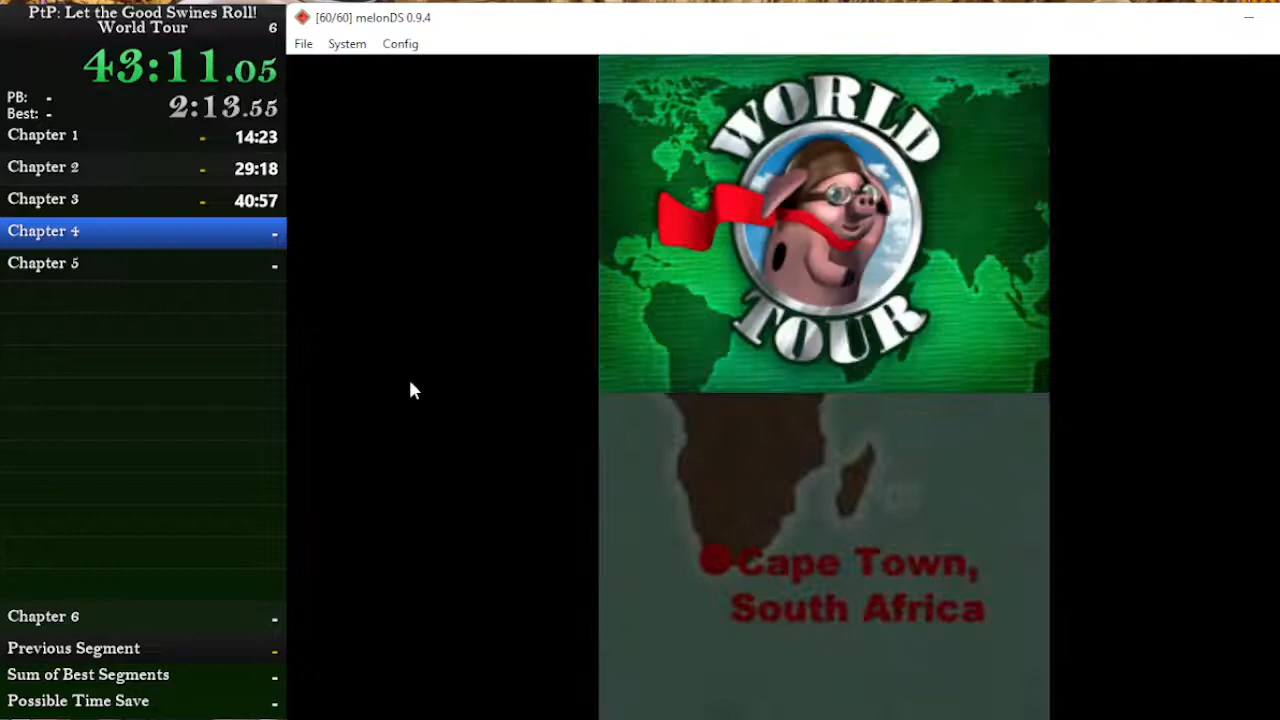 PtP: Let the Good Swines Roll!
World Tour 6
43:11.05
PB: -
2:13.55
Best: -
Chapter 1 - 14:23
Chapter 2 - 29:18
Chapter 3 - 40:57
Chapter 4 -
Chapter 5 -
Chapter 6 -
Previous Segment -
Sum of Best Segments -
Possible Time Save -
[60/60] melonDS 0.9.4
File System Config
WORLD
TOUR
Cape Town,
South Africa